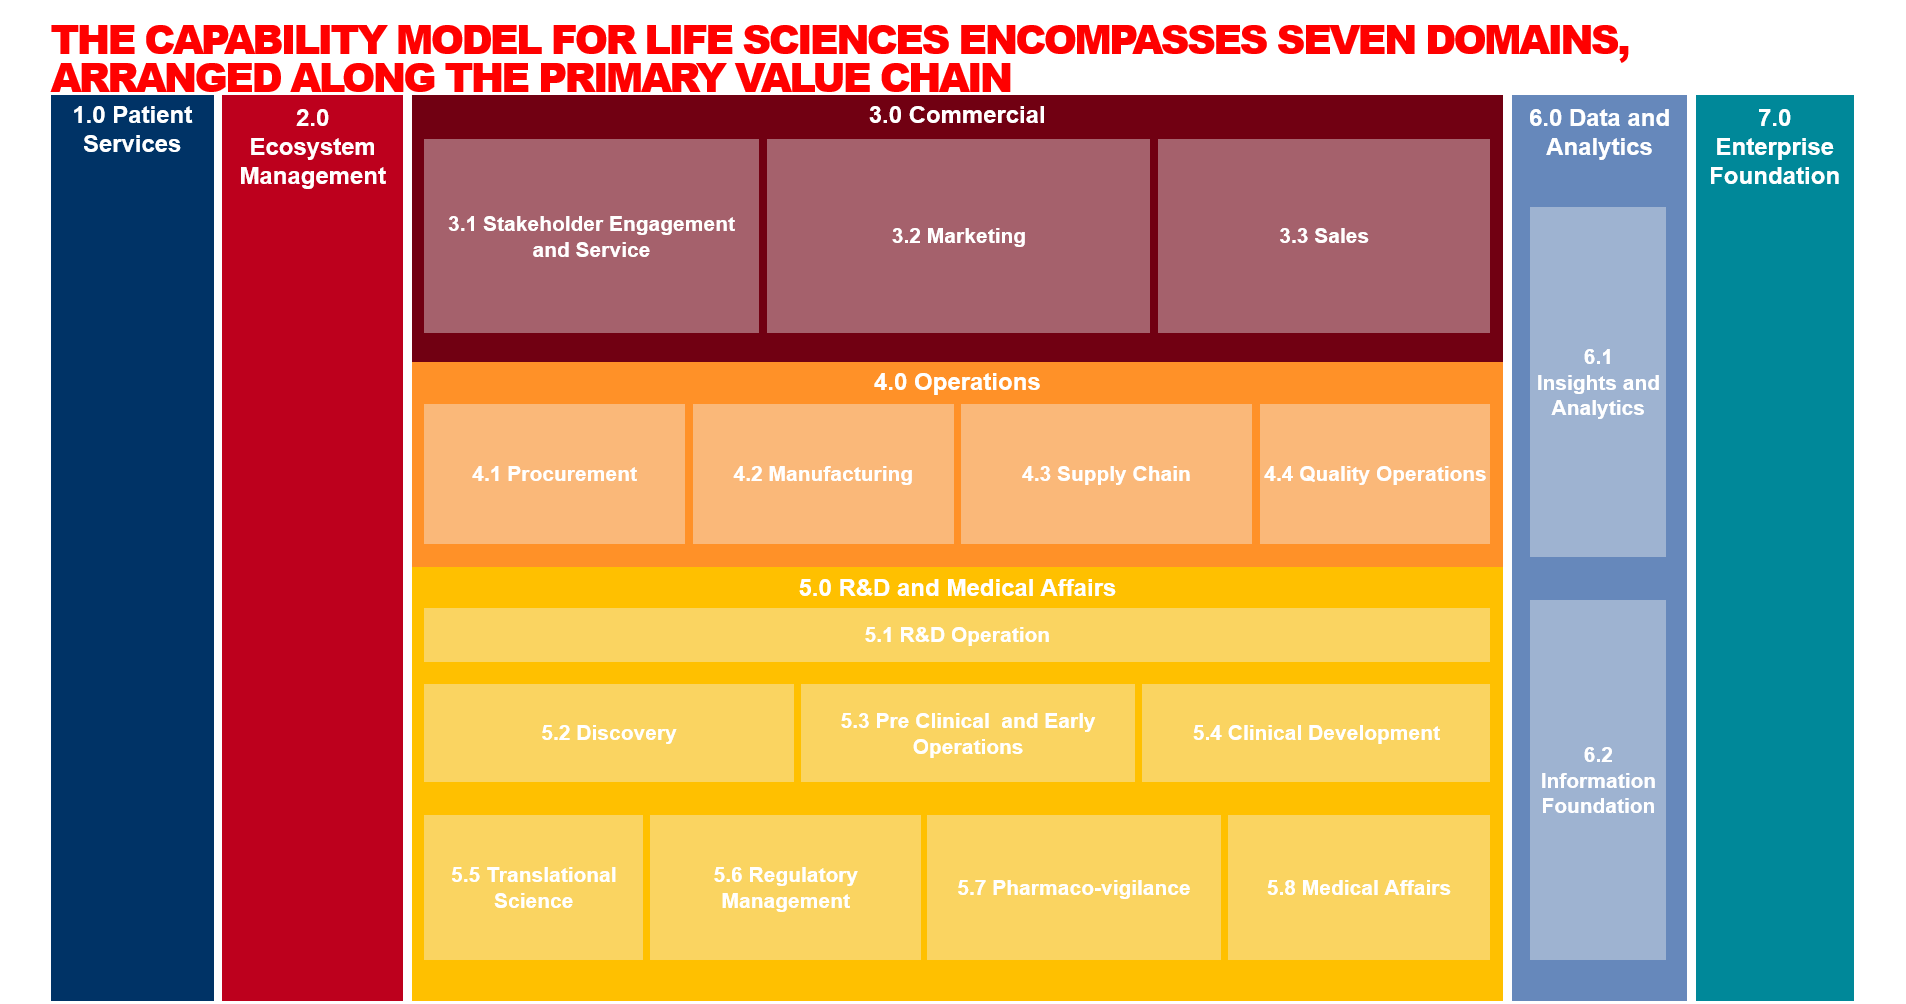 THE CAPABILITY MODEL FOR LIFE SCIENCES ENCOMPASSES SEVEN DOMAINS,
ARRANGED ALONG THE PRIMARY VALUE CHAIN
1.0 Patient
Services
2.0
Ecosystem
Management
3.0 Commercial
3.1 Stakeholder Engagement
and Service
3.2 Marketing
3.3 Sales
4.0 Operations
4.1 Procurement
4.2 Manufacturing
4.3 Supply Chain
4.4 Quality Operations
5.0 R&D and Medical Affairs
5.1 R&D Operation
5.2 Discovery
5.3 Pre Clinical  and Early
Operations
5.4 Clinical Development
5.5 Translational
Science
5.6 Regulatory
Management
5.7 Pharmaco-vigilance
5.8 Medical Affairs
6.0 Data and
Analytics
6.1
Insights and
Analytics
6.2
Information
Foundation
7.0
Enterprise
Foundation